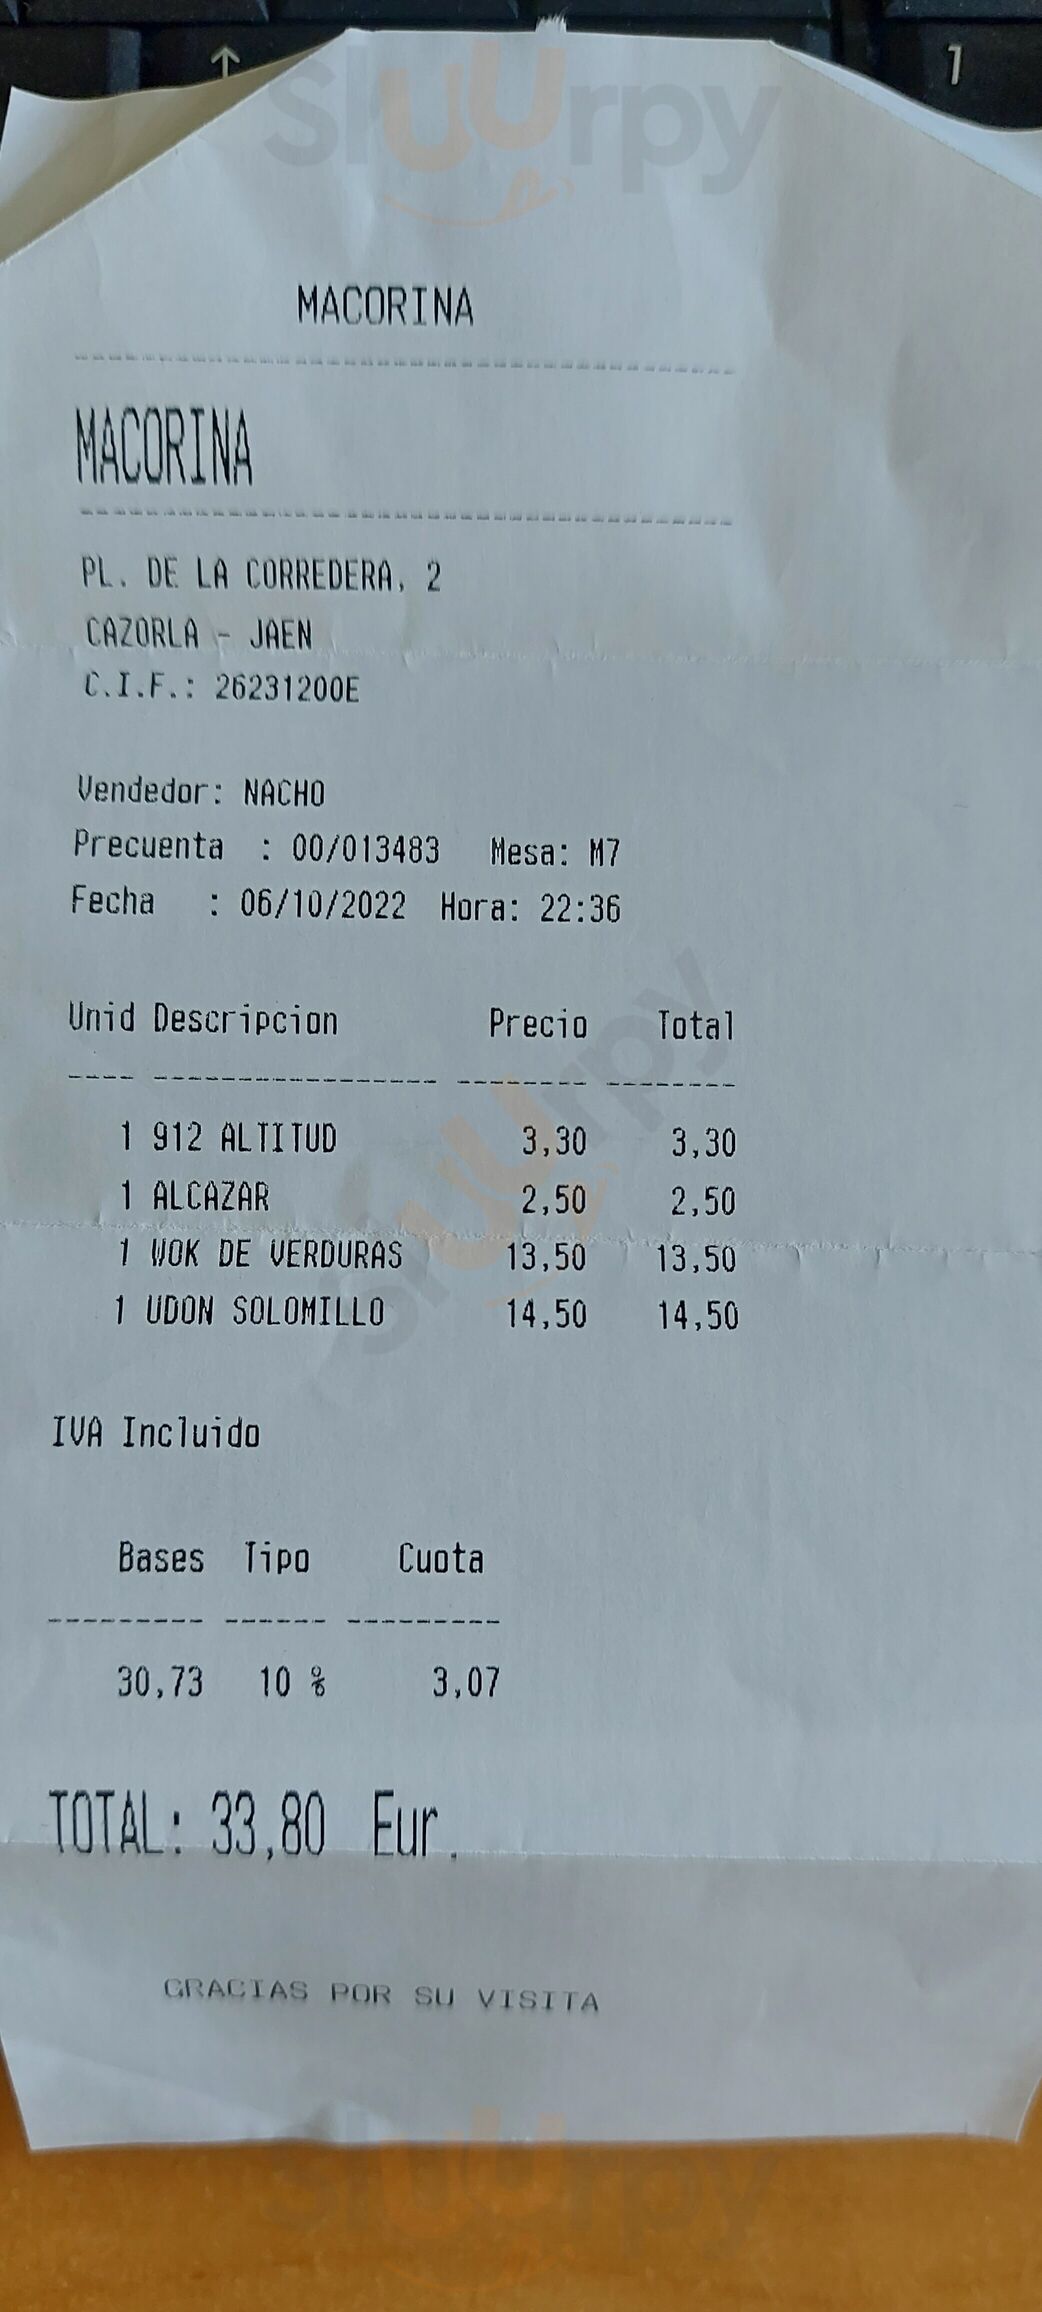 ↑
1
Sluurpy
MACORINA
MACORINA
PL. DE LA CORREDERA, 2
CAZORLA - JAEN
C.I.F.: 26231200E
Vendedor: NACHO
Precuenta : 00/013483 Mesa: M7
Fecha : 06/10/2022 Hora: 22:36
Unid Descripcion Precio Total
1 912 ALTITUD 3,30 3,30
1 ALCAZAR 2,50 2,50
1 WOK DE VERDURAS 13,50 13,50
1 UDON SOLOMILLO 14,50 14,50
Sluurpy
IVA Incluido
Bases Tipo Cuota
30,73 10 % 3,07
TOTAL: 33,80 Eur.
GRACIAS POR SU VISITA
Sluurpy